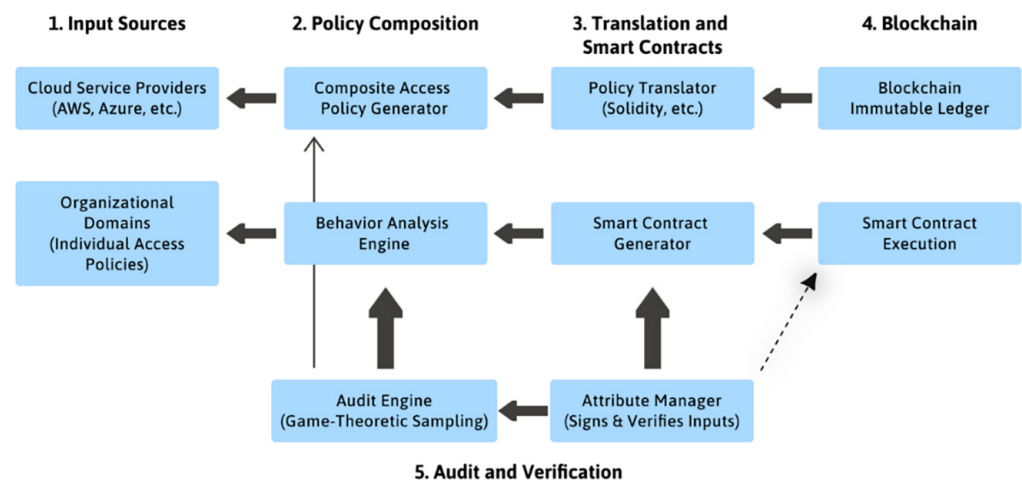 1. Input Sources
2. Policy Composition
3. Translation and
Smart Contracts
4. Blockchain
Cloud Service Providers
(AWS, Azure, etc.)
Composite Access
Policy Generator
Policy Translator
(Solidity, etc.)
Blockchain
Immutable Ledger
Organizational
Domains
(Individual Access
Policies)
Behavior Analysis
Engine
Smart Contract
Generator
Smart Contract
Execution
Audit Engine
(Game-Theoretic Sampling)
Attribute Manager
(Signs & Verifies Inputs)
5. Audit and Verification